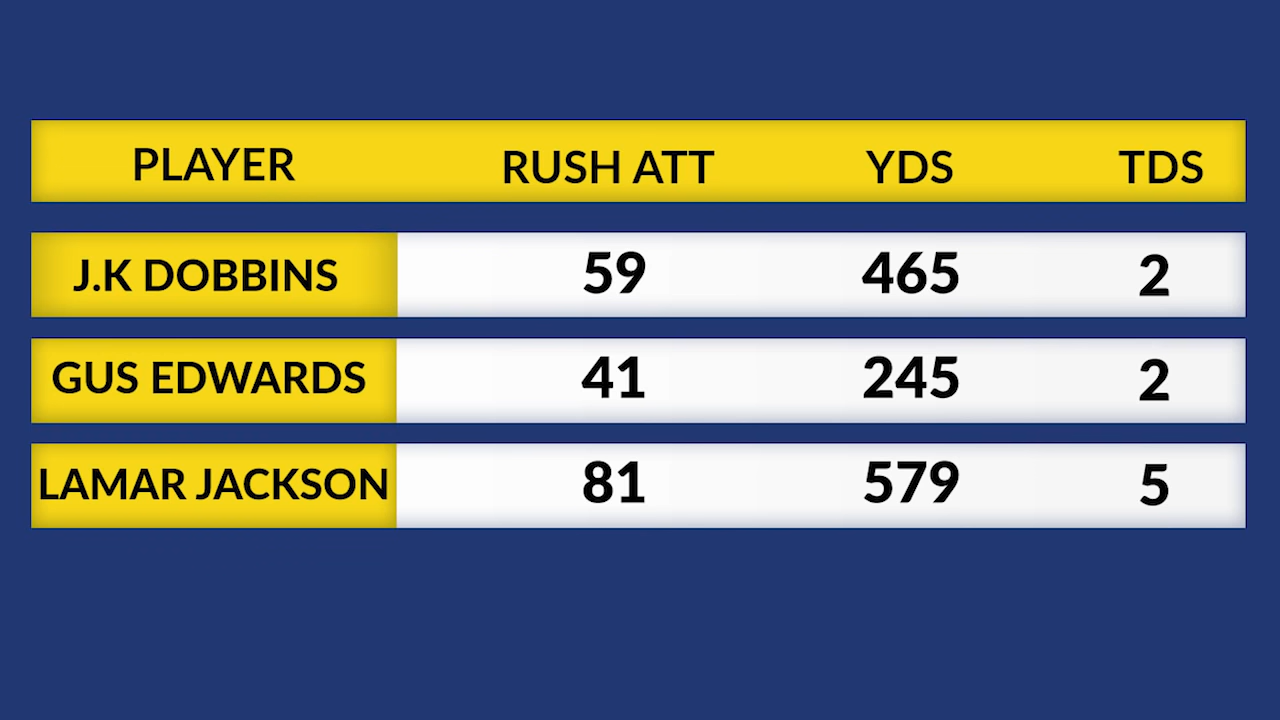 PLAYER RUSH ATT YDS TDS
J.K DOBBINS 59 465 2
GUS EDWARDS 41 245 2
LAMAR JACKSON 81 579 5